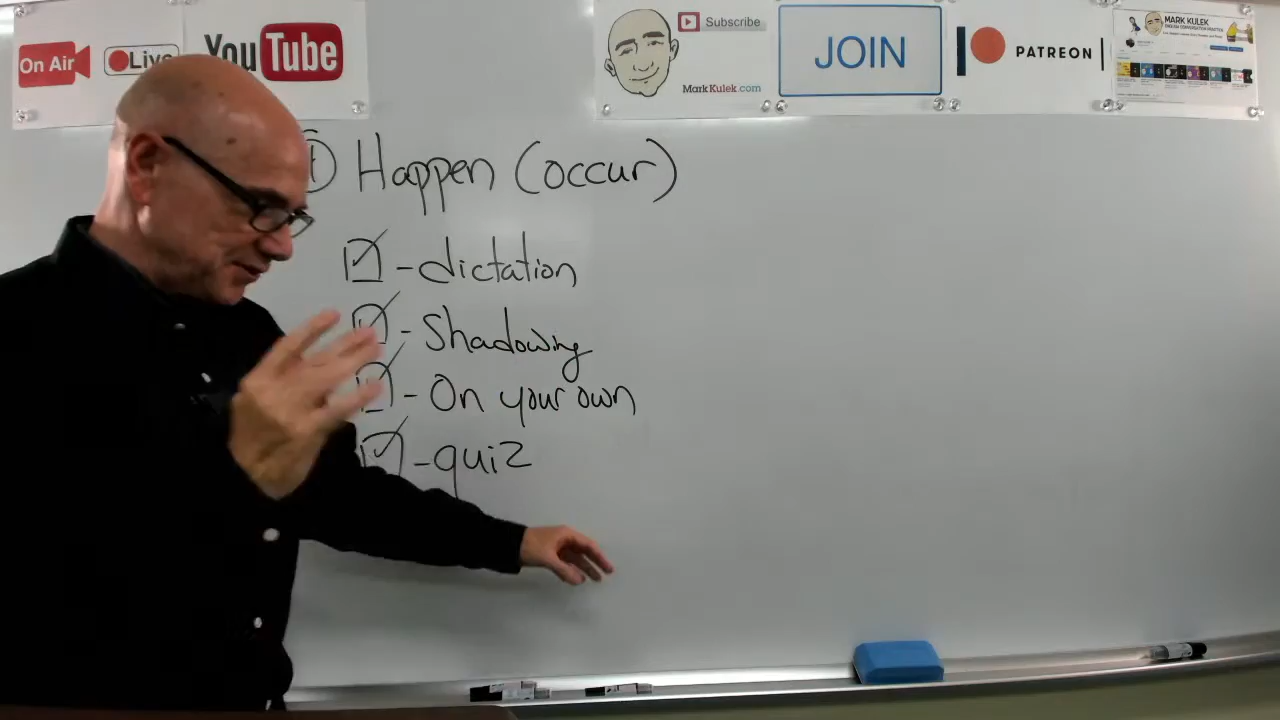 On Air
Live
YouTube
Subscribe
MarkKulek.com
JOIN
PATREON
MARK KULEK
① Happen (occur)
☑ - dictation
☑ - Shadowing
☑ - On your own
☑ - quiz